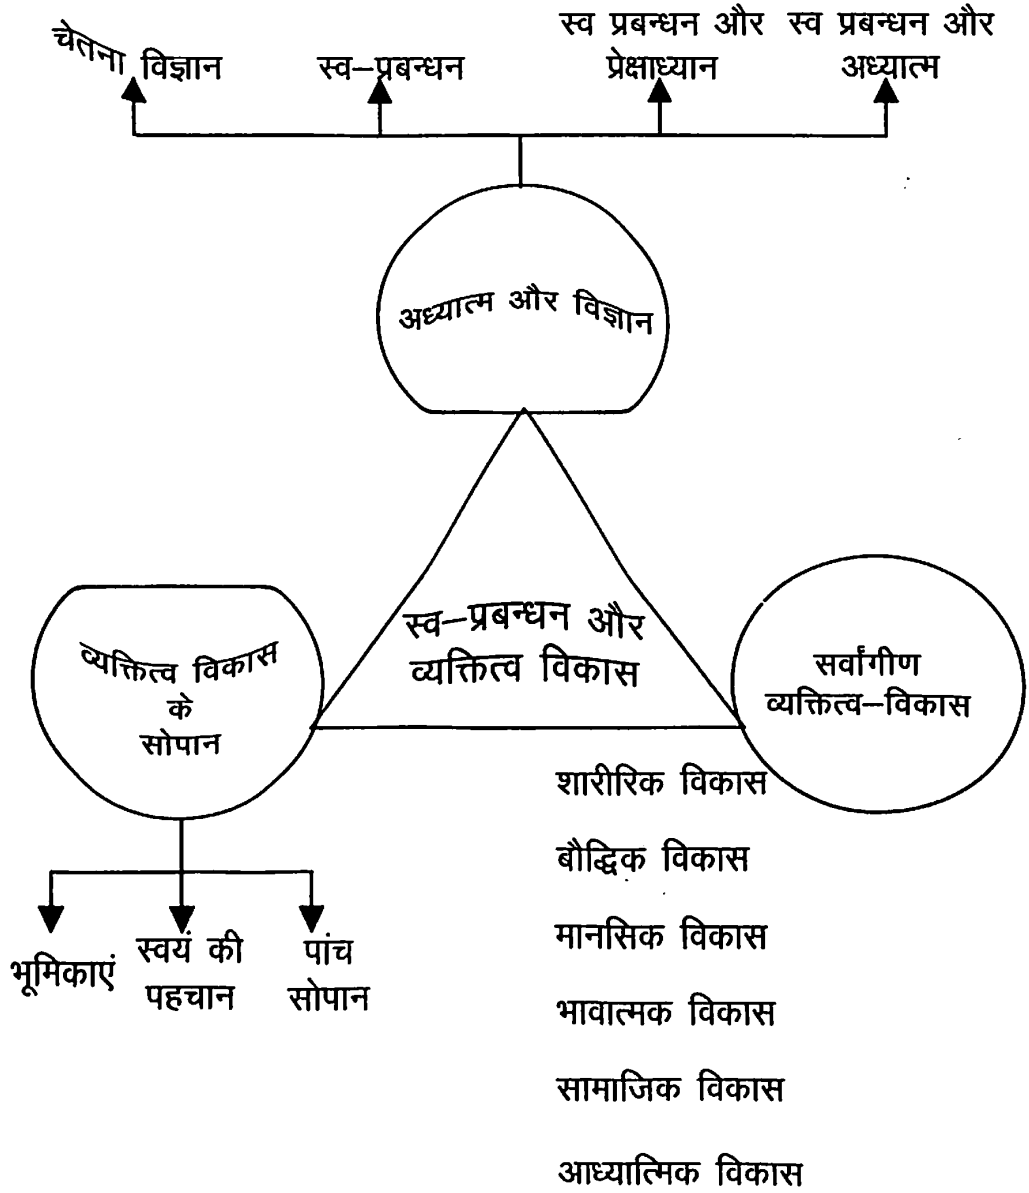 चेतना विज्ञान
स्व–प्रबन्धन
स्व प्रबन्धन और
प्रेक्षाध्यान
स्व प्रबन्धन और
अध्यात्म
अध्यात्म और विज्ञान
स्व–प्रबन्धन और
व्यक्तित्व विकास
व्यक्तित्व विकास
के
सोपान
सर्वांगीण
व्यक्तित्व–विकास
भूमिकाएं
स्वयं की
पहचान
पांच
सोपान
शारीरिक विकास
बौद्धिक विकास
मानसिक विकास
भावात्मक विकास
सामाजिक विकास
आध्यात्मिक विकास